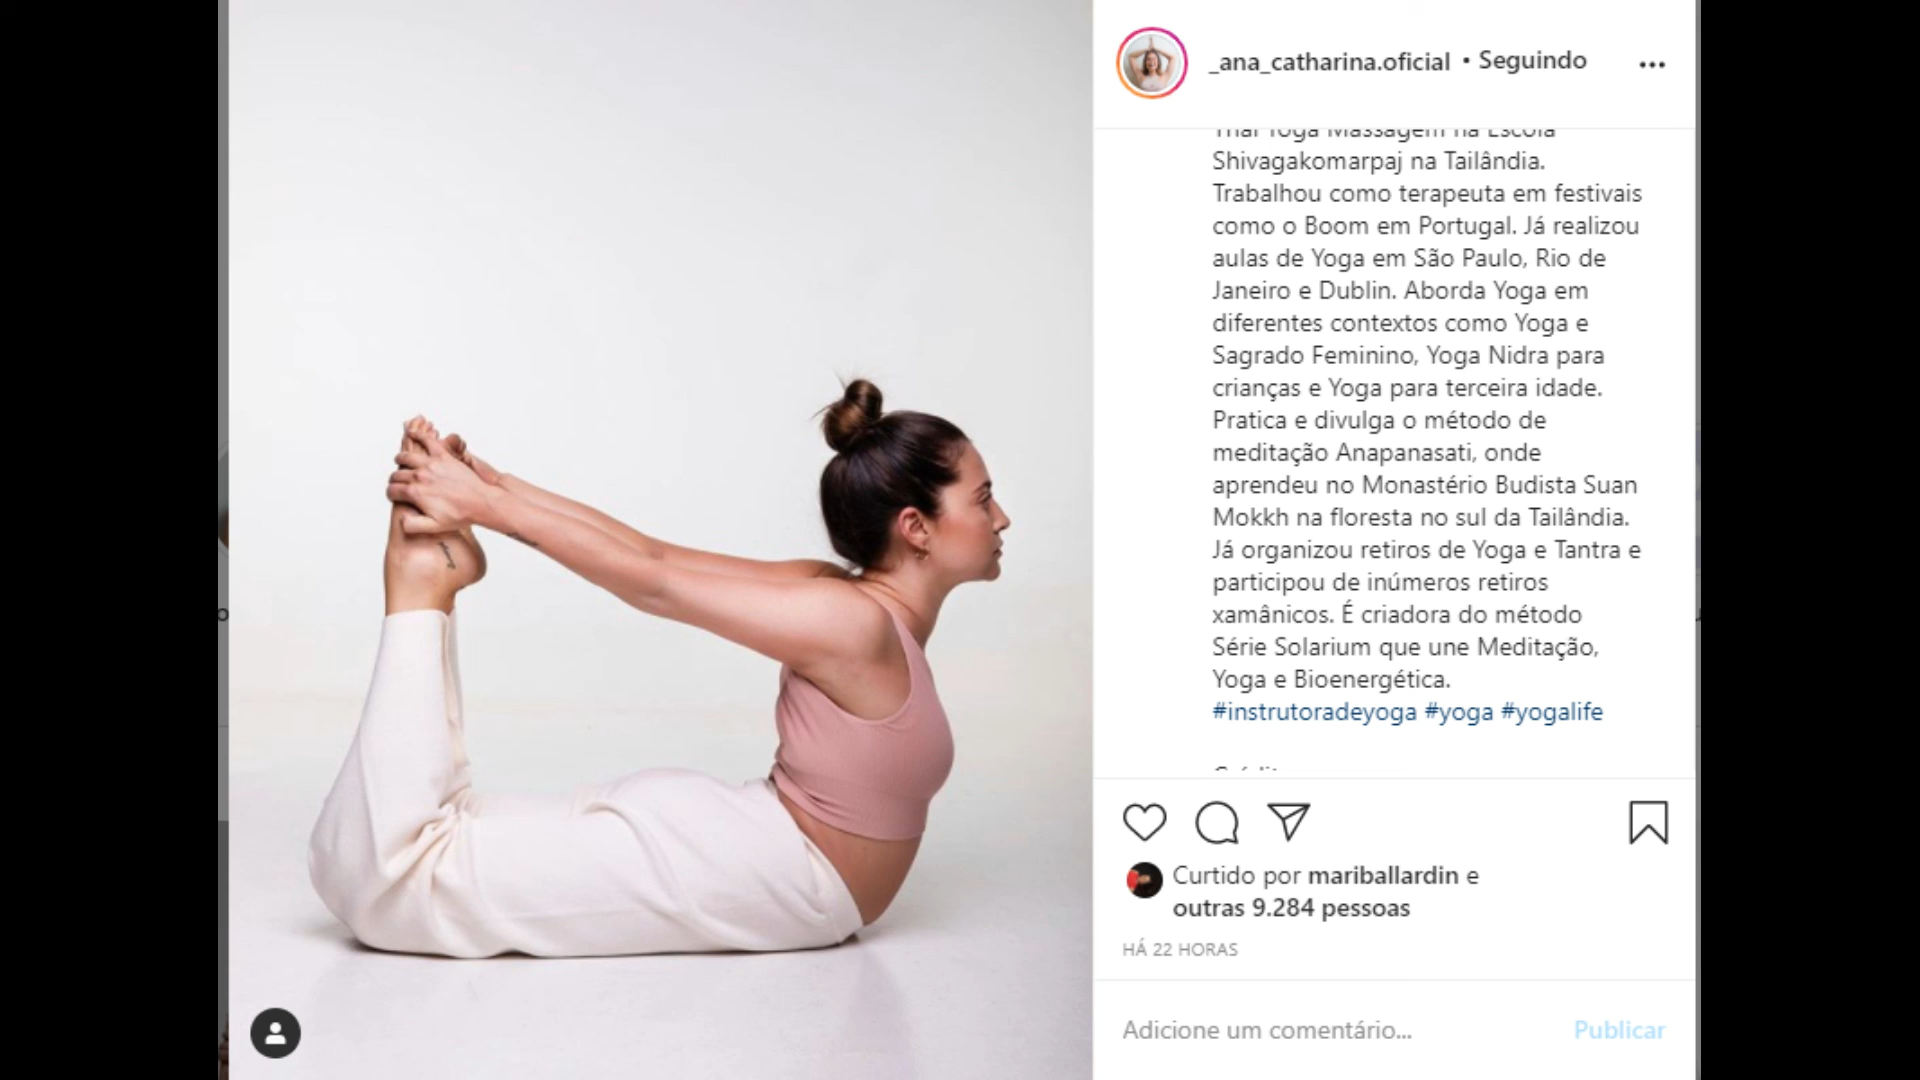 _ana_catharina.oficial • Seguindo
Thai Yoga Massagem na Escola
Shivagakomarpaj na Tailândia.
Trabalhou como terapeuta em festivais
como o Boom em Portugal. Já realizou
aulas de Yoga em São Paulo, Rio de
Janeiro e Dublin. Aborda Yoga em
diferentes contextos como Yoga e
Sagrado Feminino, Yoga Nidra para
crianças e Yoga para terceira idade.
Pratica e divulga o método de
meditação Anapanasati, onde
aprendeu no Monastério Budista Suan
Mokkh na floresta no sul da Tailândia.
Já organizou retiros de Yoga e Tantra e
participou de inúmeros retiros
xamânicos. É criadora do método
Série Solarium que une Meditação,
Yoga e Bioenergética.
#instrutoradeyoga #yoga #yogalife
Curtido por mariballardin e
outras 9.284 pessoas
HÁ 22 HORAS
Adicione um comentário... Publicar